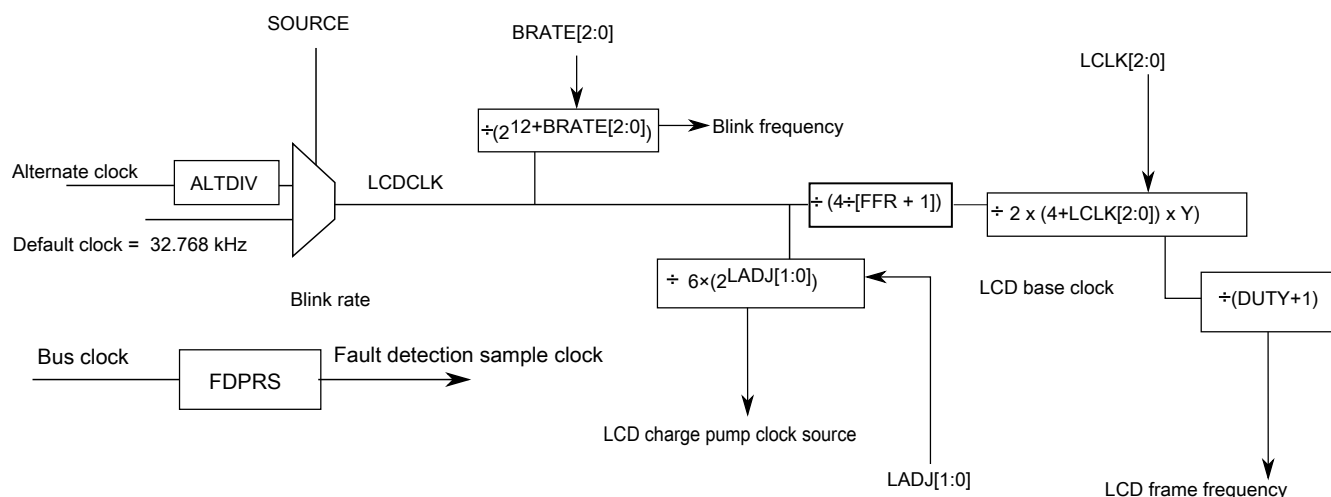 SOURCE
BRATE[2:0]
LCLK[2:0]
÷(2^12+BRATE[2:0])
Blink frequency
Alternate clock
ALTDIV
LCDCLK
÷ (4÷[FFR + 1])
÷ 2 x (4+LCLK[2:0]) x Y)
Default clock = 32.768 kHz
÷ 6×(2^LADJ[1:0])
LCD base clock
÷(DUTY+1)
Blink rate
Bus clock
FDPRS
Fault detection sample clock
LCD charge pump clock source
LADJ[1:0]
LCD frame frequency